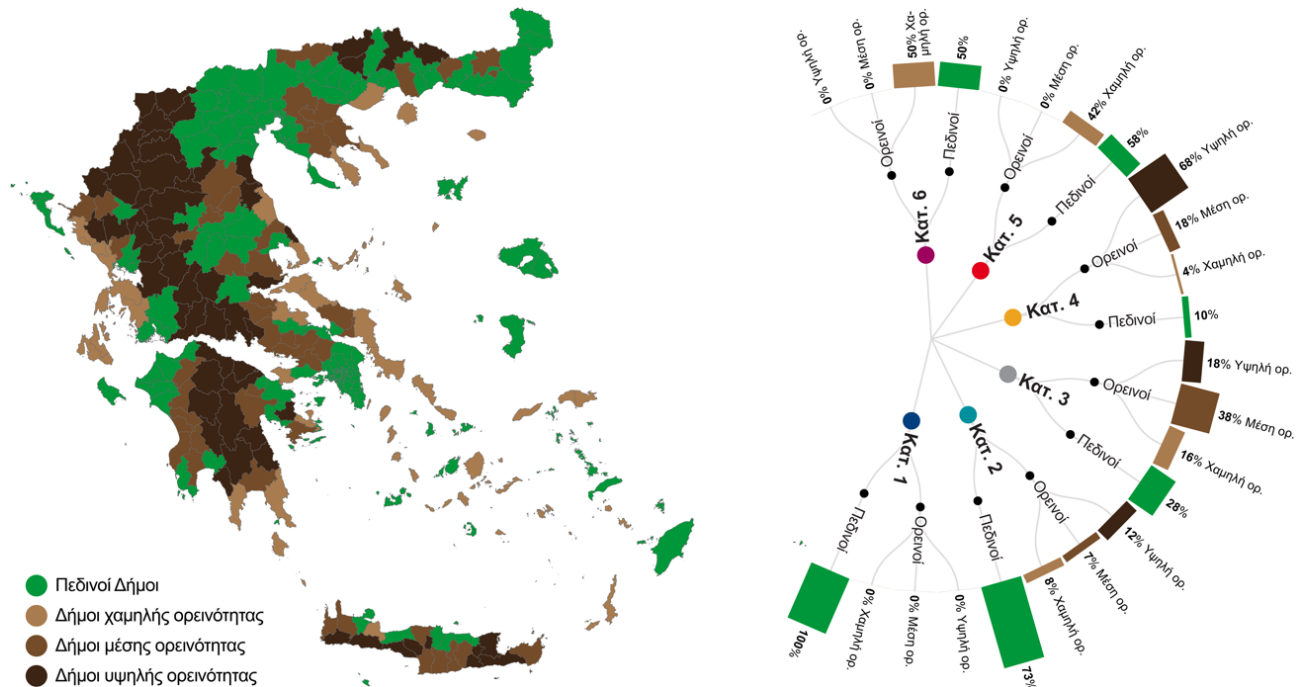 Πεδινοί Δήμοι
Δήμοι χαμηλής ορεινότητας
Δήμοι μέσης ορεινότητας
Δήμοι υψηλής ορεινότητας
Κατ. 6
Ορεινοί
0% Υψηλή ορ.
0% Μέση ορ.
50% Χα-
μηλή ορ.
Πεδινοί
50%
Κατ. 5
Ορεινοί
0% Υψηλή ορ.
0% Μέση ορ.
42% Χαμηλή ορ.
Πεδινοί
58%
Κατ. 4
Ορεινοί
68% Υψηλή ορ.
18% Μέση ορ.
4% Χαμηλή ορ.
Πεδινοί
10%
Κατ. 3
Ορεινοί
18% Υψηλή ορ.
38% Μέση ορ.
16% Χαμηλή ορ.
Πεδινοί
28%
Κατ. 2
Ορεινοί
12% Υψηλή ορ.
7% Μέση ορ.
8% Χαμηλή ορ.
Πεδινοί
73%
Κατ. 1
Ορεινοί
0% Υψηλή ορ.
0% Μέση ορ.
0% Χαμηλή ορ.
Πεδινοί
100%